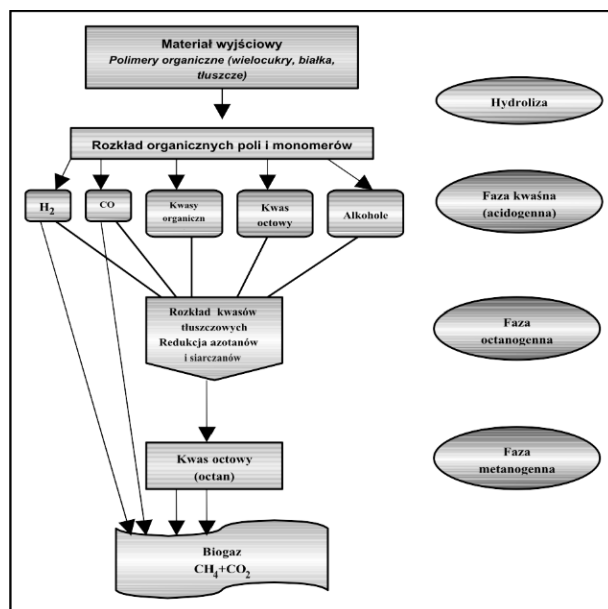 Materiał wyjściowy
Polimery organiczne (wielocukry, białka,
tłuszcze)
Hydroliza
Rozkład organicznych poli i monomerów
H2
CO
Kwasy
organiczn
Kwas
octowy
Alkohole
Faza kwaśna
(acidogenna)
Rozkład kwasów
tłuszczowych
Redukcja azotanów
i siarczanów
Faza
octanogenna
Kwas octowy
(octan)
Faza
metanogenna
Biogaz
CH4+CO2